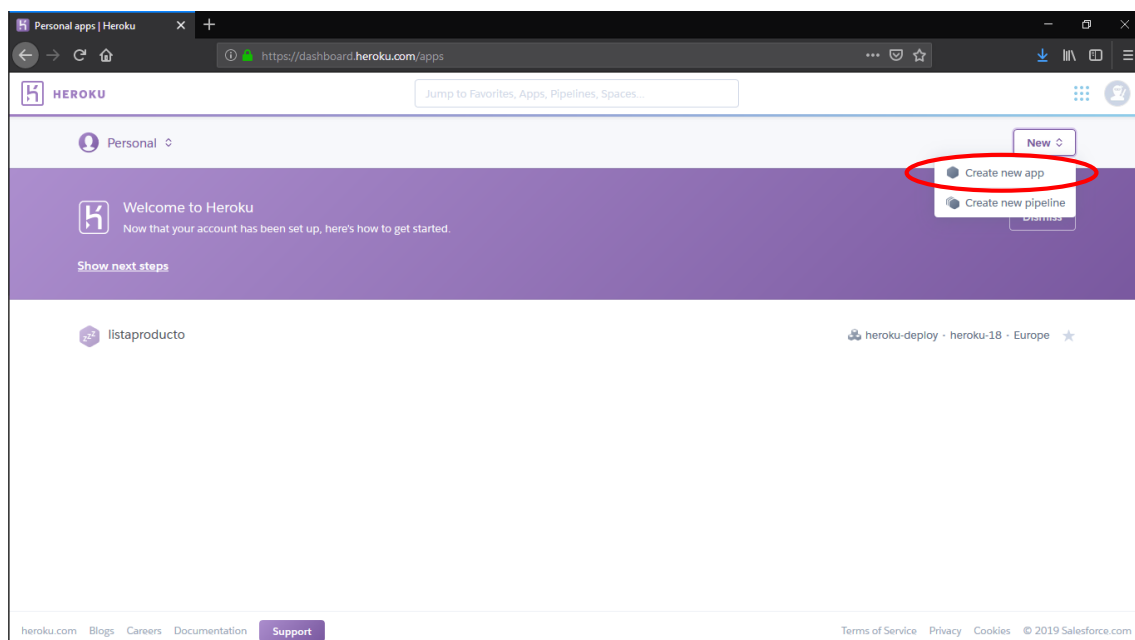 Personal apps | Heroku
https://dashboard.heroku.com/apps
HEROKU
Jump to Favorites, Apps, Pipelines, Spaces...
Personal
New
Create new app
Create new pipeline
Welcome to Heroku
Now that your account has been set up, here's how to get started.
Dismiss
Show next steps
listaproducto
heroku-deploy · heroku-18 · Europe
heroku.com Blogs Careers Documentation Support
Terms of Service Privacy Cookies © 2019 Salesforce.com